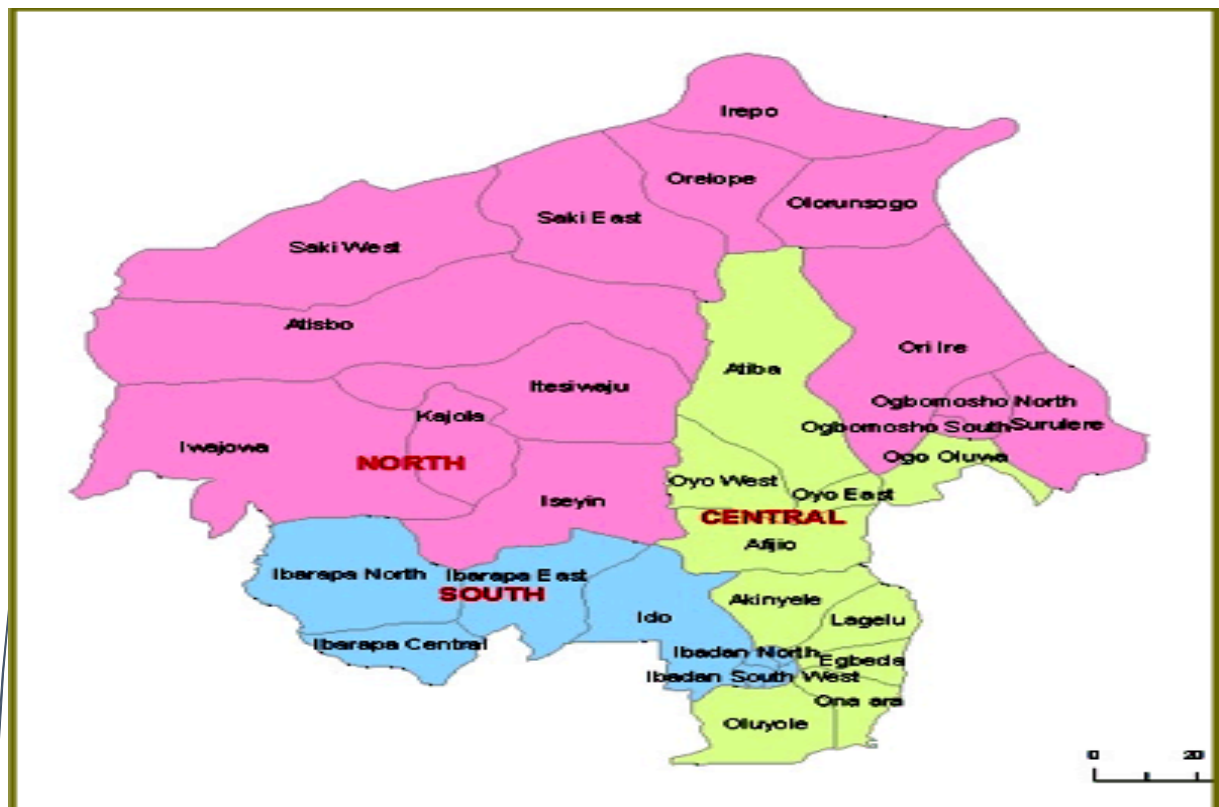 Irepo
Orelope
Olorunsogo
Saki East
Saki West
Atisbo
Ori Ire
Atiba
Itesiwaju
Ogbomosho North
Kajola
Ogbomosho South
Surulere
Iwajowa
NORTH
Ogo Oluwa
Oyo West
Oyo East
Iseyin
CENTRAL
Afijio
Ibarapa North
Ibarapa East
SOUTH
Akinyele
Ido
Lagelu
Ibarapa Central
Ibadan North
Egbeda
Ibadan South West
Ona ara
Oluyole
0
20